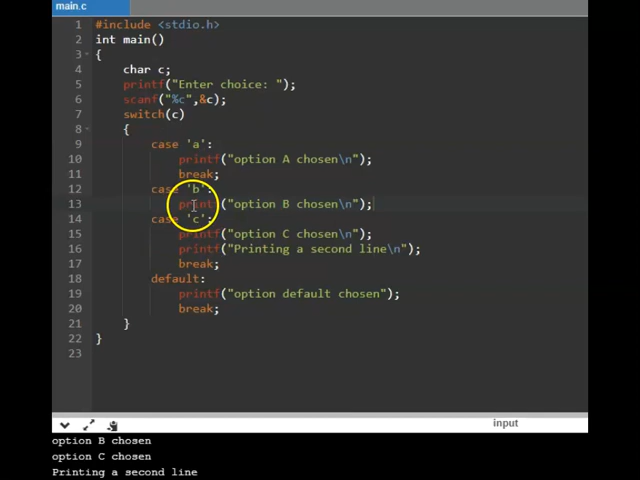 main.c
1 #include <stdio.h>
2 int main()
3 {
4 char c;
5 printf("Enter choice: ");
6 scanf("%c",&c);
7 switch(c)
8 {
9 case 'a':
10 printf("option A chosen\n");
11 break;
12 case 'b':
13 printf("option B chosen\n");
14 case 'c':
15 printf("option C chosen\n");
16 printf("Printing a second line\n");
17 break;
18 default:
19 printf("option default chosen");
20 break;
21 }
22 }
23
input
option B chosen
option C chosen
Printing a second line